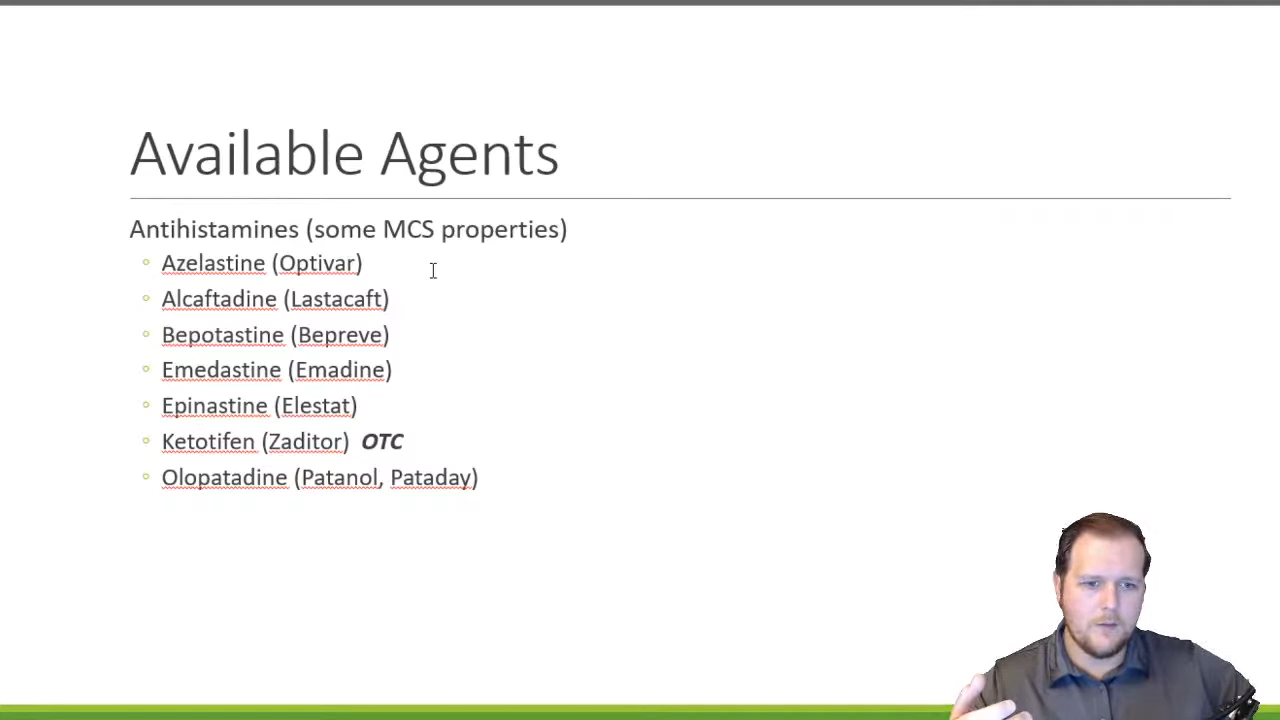 Available Agents
Antihistamines (some MCS properties)
Azelastine (Optivar)
Alcaftadine (Lastacaft)
Bepotastine (Bepreve)
Emedastine (Emadine)
Epinastine (Elestat)
Ketotifen (Zaditor) OTC
Olopatadine (Patanol, Pataday)